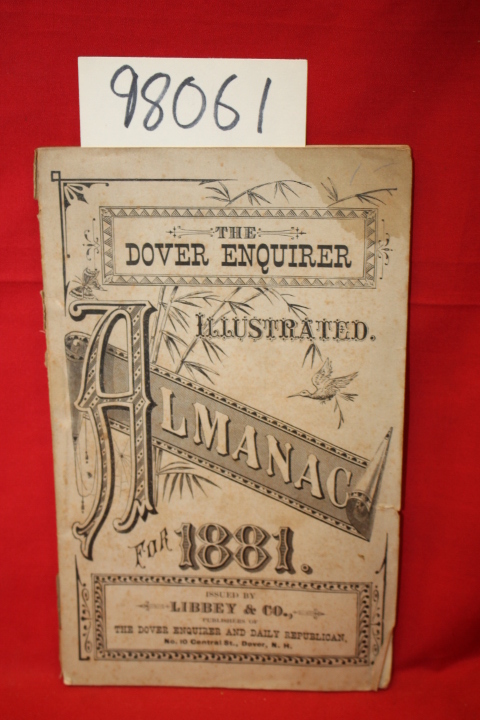 98061
THE
DOVER ENQUIRER
ILLUSTRATED.
ALMANAC
FOR 1881.
ISSUED BY
LIBBEY & CO.,
PUBLISHERS OF
THE DOVER ENQUIRER AND DAILY REPUBLICAN,
No. 10 Central St., Dover, N. H.